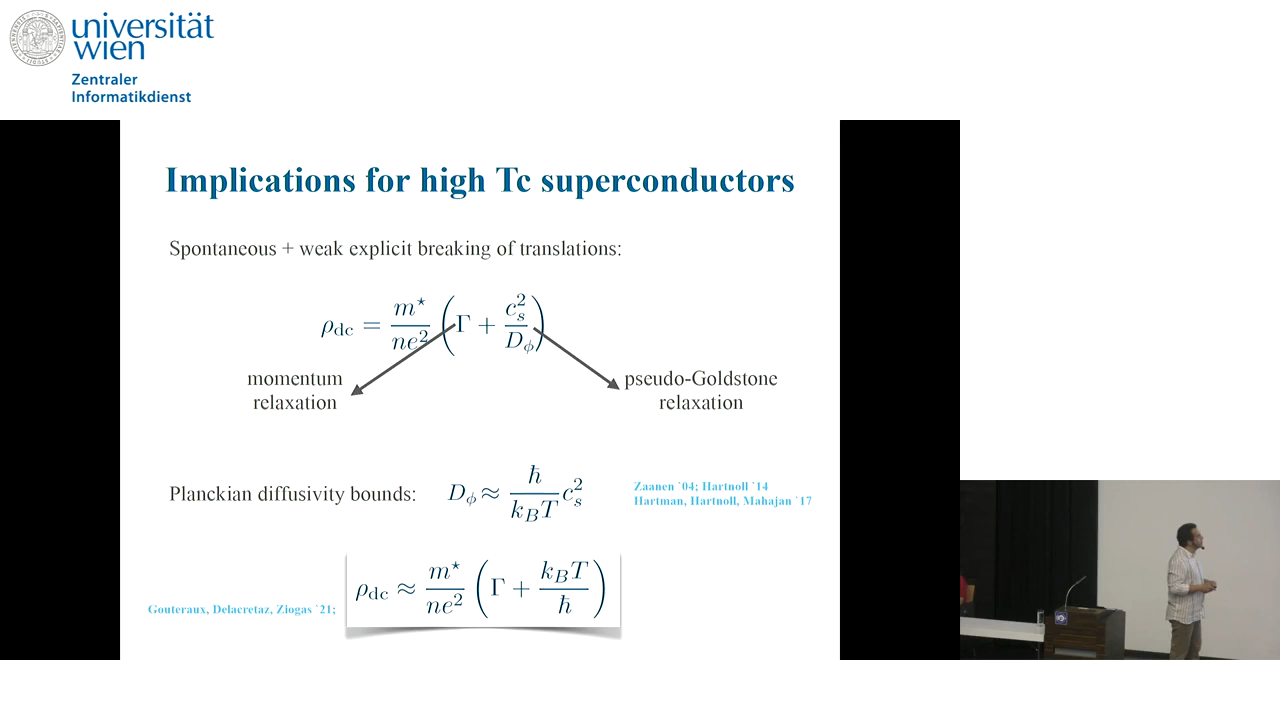 universität
wien
Zentraler
Informatikdienst
Implications for high Tc superconductors
Spontaneous + weak explicit breaking of translations:
ρ_dc = m⋆/ne² (Γ + c_s²/D_ϕ)
momentum
relaxation
pseudo-Goldstone
relaxation
Planckian diffusivity bounds: D_ϕ ≈ ħ/k_BT c_s²
Zaanen `04; Hartnoll `14
Hartman, Hartnoll, Mahajan `17
ρ_dc ≈ m⋆/ne² (Γ + k_BT/ħ)
Gouteraux, Delacretaz, Ziogas `21;